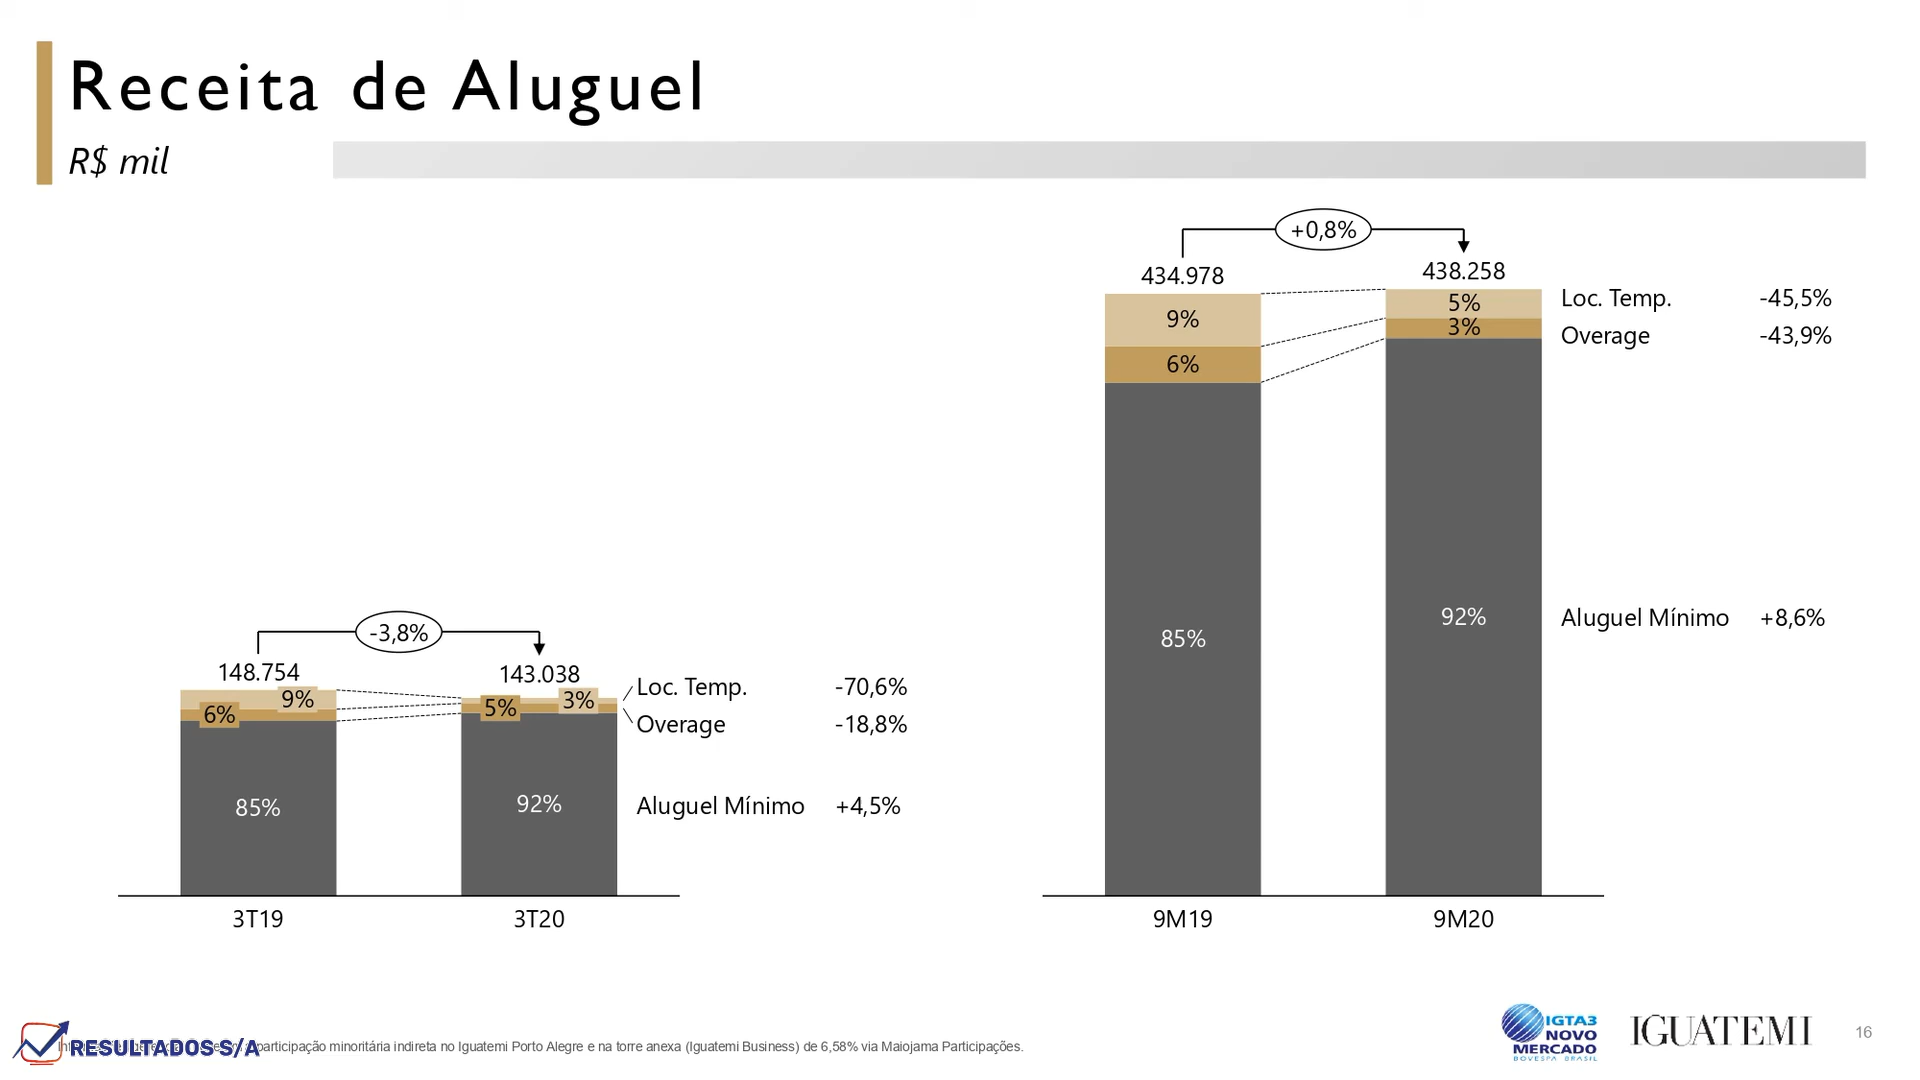 Receita de Aluguel
R$ mil
-3,8%
148.754
143.038
9%
6%
5%
3%
85%
92%
Loc. Temp. -70,6%
Overage -18,8%
Aluguel Mínimo +4,5%
3T19
3T20
+0,8%
434.978
438.258
9%
6%
5%
3%
85%
92%
Loc. Temp. -45,5%
Overage -43,9%
Aluguel Mínimo +8,6%
9M19
9M20
RESULTADOS S/A
participação minoritária indireta no Iguatemi Porto Alegre e na torre anexa (Iguatemi Business) de 6,58% via Maiojama Participações.
IGTA3
NOVO
MERCADO
BOVESPA BRASIL
IGUATEMI
16